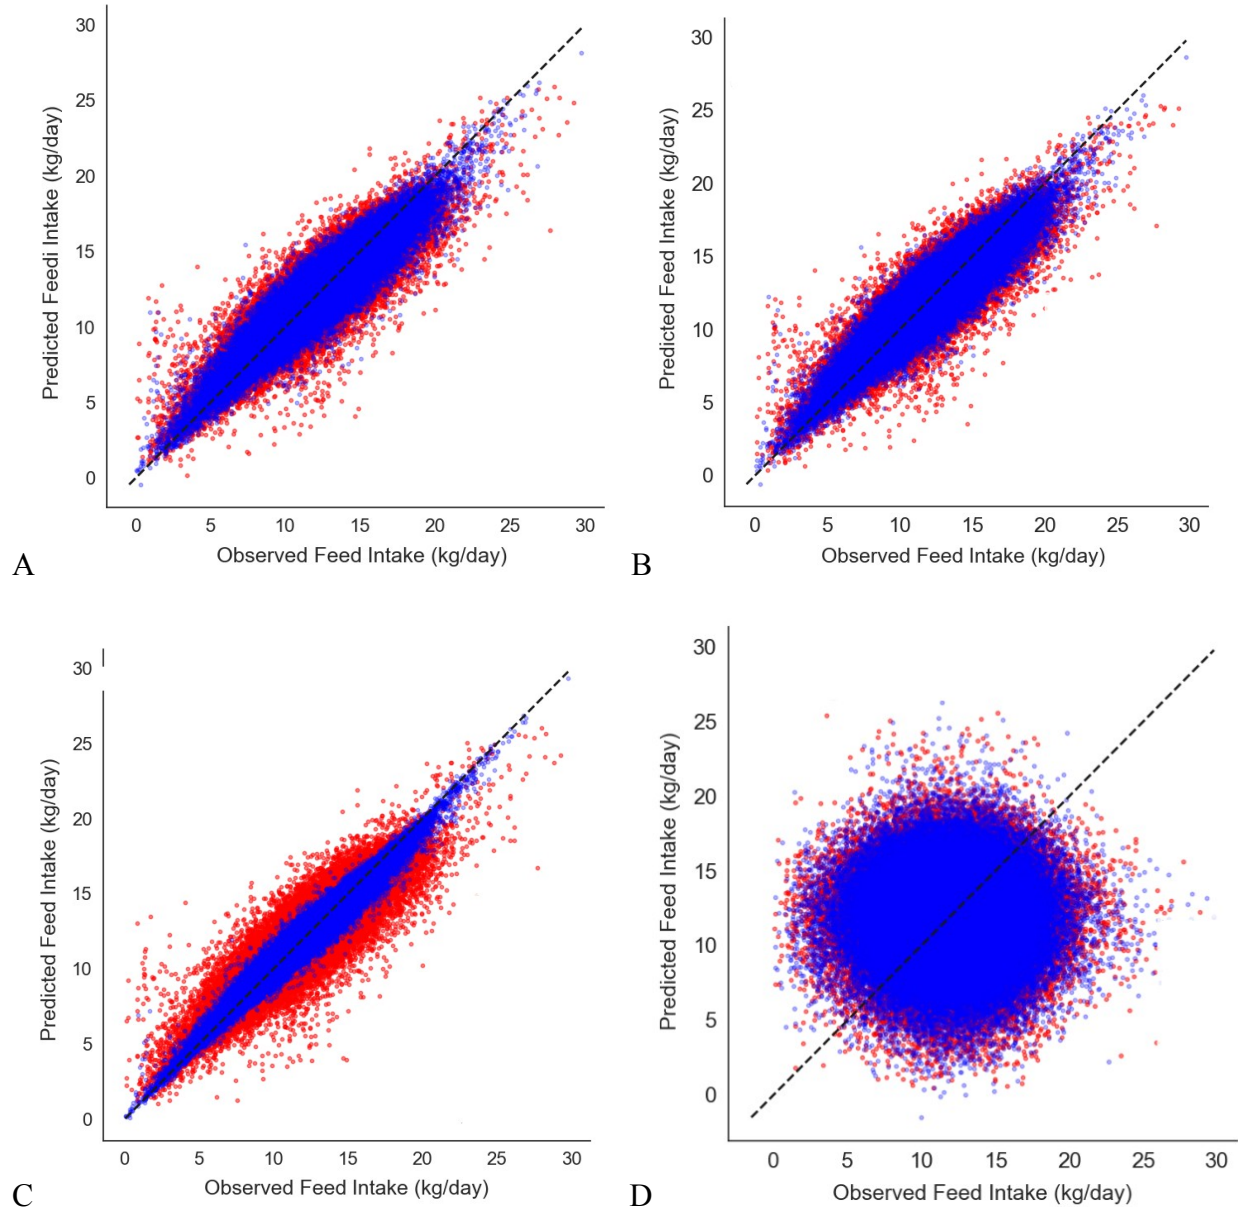 30
25
20
15
10
5
0
Predicted Feedi Intake (kg/day)
0 5 10 15 20 25 30
Observed Feed Intake (kg/day)
A
30
25
20
15
10
5
0
Predicted Feed Intake (kg/day)
0 5 10 15 20 25 30
Observed Feed Intake (kg/day)
B
30
25
20
15
10
5
0
Predicted Feed Intake (kg/day)
0 5 10 15 20 25 30
Observed Feed Intake (kg/day)
C
30
25
20
15
10
5
0
Predicted Feed Intake (kg/day)
0 5 10 15 20 25 30
Observed Feed Intake (kg/day)
D